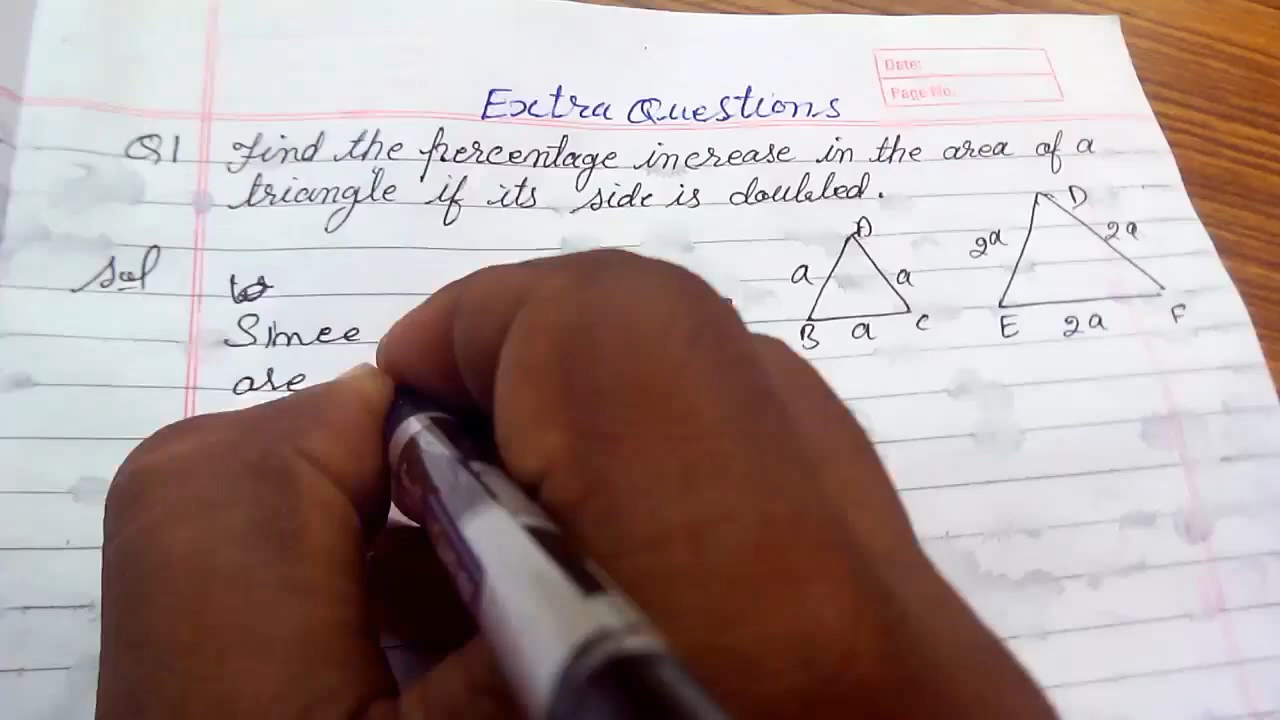 Date:
Page No.
Extra Questions
Q1 Find the percentage increase in the area of a
triangle if its side is doubled.
Sol
Since
are
A
a
a
B
a
C
D
2a
2a
E
2a
F